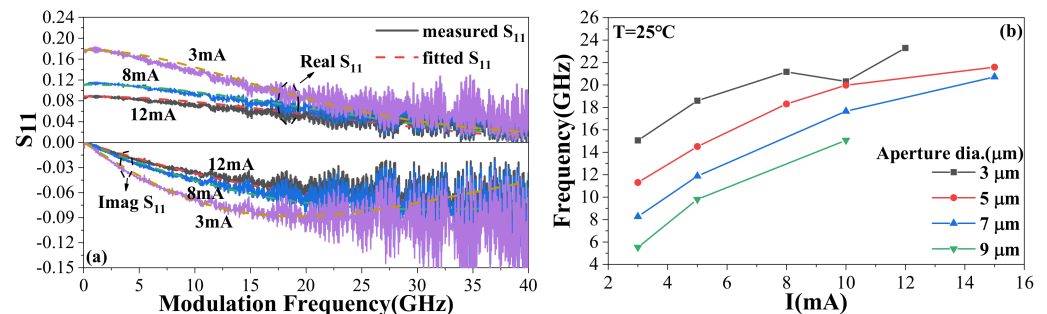 0.24
0.20
0.16
0.12
0.08
0.04
0.00
-0.03
-0.06
-0.09
-0.12
-0.15
S11
3mA
8mA
12mA
Real S11
measured S11
fitted S11
12mA
8mA
3mA
Imag S11
(a)
0 5 10 15 20 25 30 35 40
Modulation Frequency(GHz)
T=25℃
(b)
24
22
20
18
16
14
12
10
8
6
4
Frequency(GHz)
Aperture dia.(μm)
3 μm
5 μm
7 μm
9 μm
2 4 6 8 10 12 14 16
I(mA)